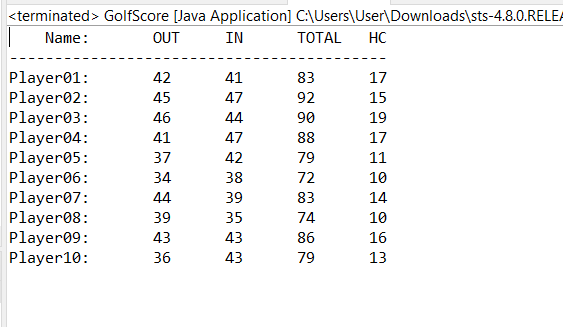 <terminated> GolfScore [Java Application] C:\Users\User\Downloads\sts-4.8.0.RELEA
Name: OUT IN TOTAL HC
------------------------------------------
Player01: 42 41 83 17
Player02: 45 47 92 15
Player03: 46 44 90 19
Player04: 41 47 88 17
Player05: 37 42 79 11
Player06: 34 38 72 10
Player07: 44 39 83 14
Player08: 39 35 74 10
Player09: 43 43 86 16
Player10: 36 43 79 13